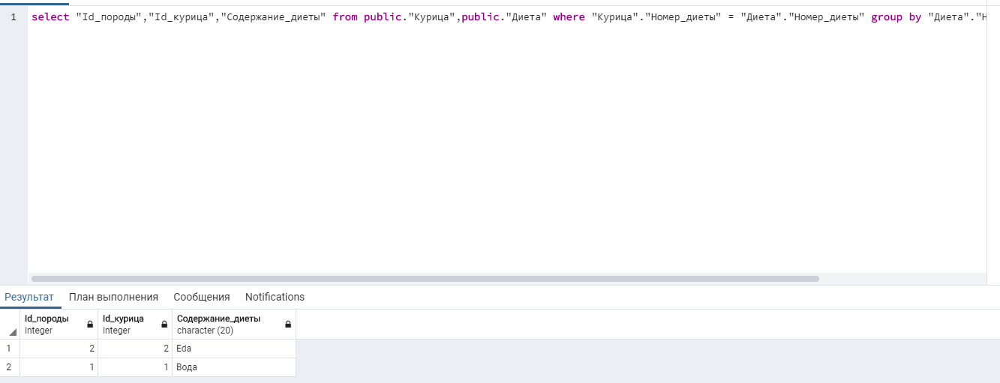 1 select "Id_породы","Id_курица","Содержание_диеты" from public."Курица",public."Диета" where "Курица"."Номер_диеты" = "Диета"."Номер_диеты" group by "Диета"."Н
Результат План выполнения Сообщения Notifications
Id_породы Id_курица Содержание_диеты
integer integer character (20)
1 2 2 Eda
2 1 1 Вода